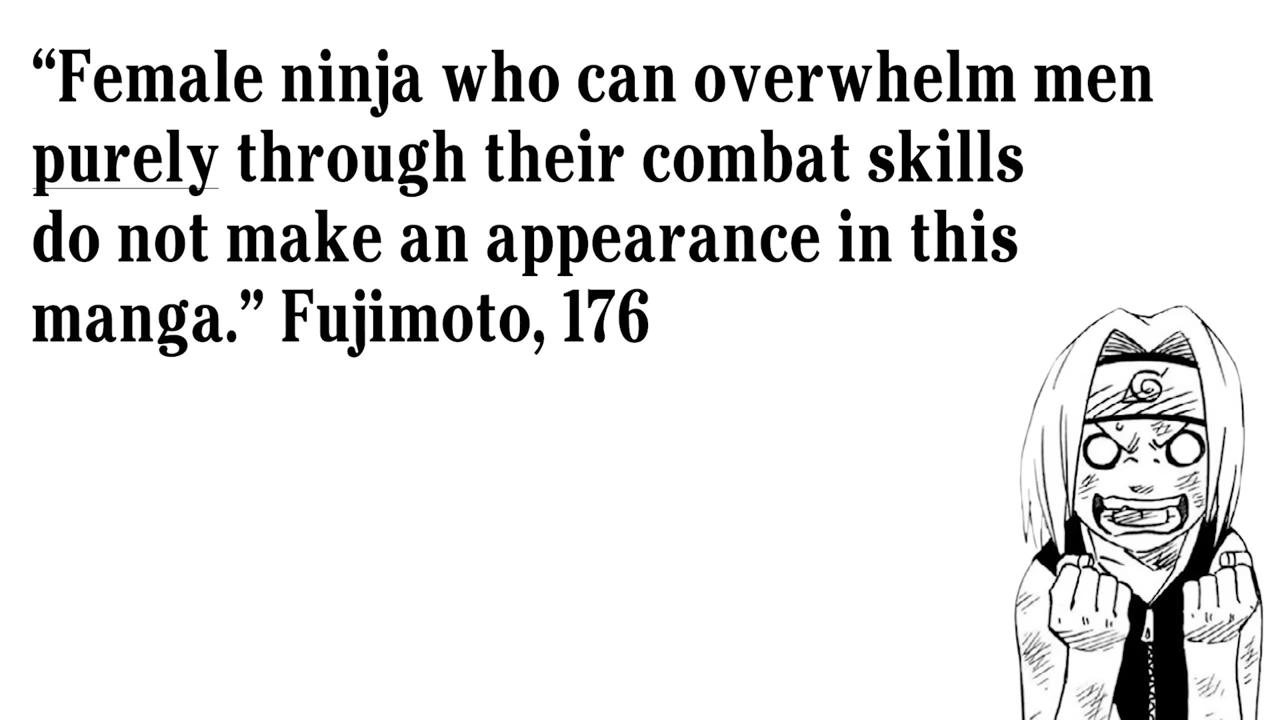 “Female ninja who can overwhelm men
purely through their combat skills
do not make an appearance in this
manga.” Fujimoto, 176